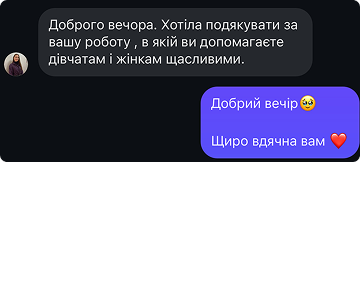 Доброго вечора. Хотіла подякувати за
вашу роботу , в якій ви допомагаєте
дівчатам і жінкам щасливими.
Добрий вечір🥹
Щиро вдячна вам ❤️